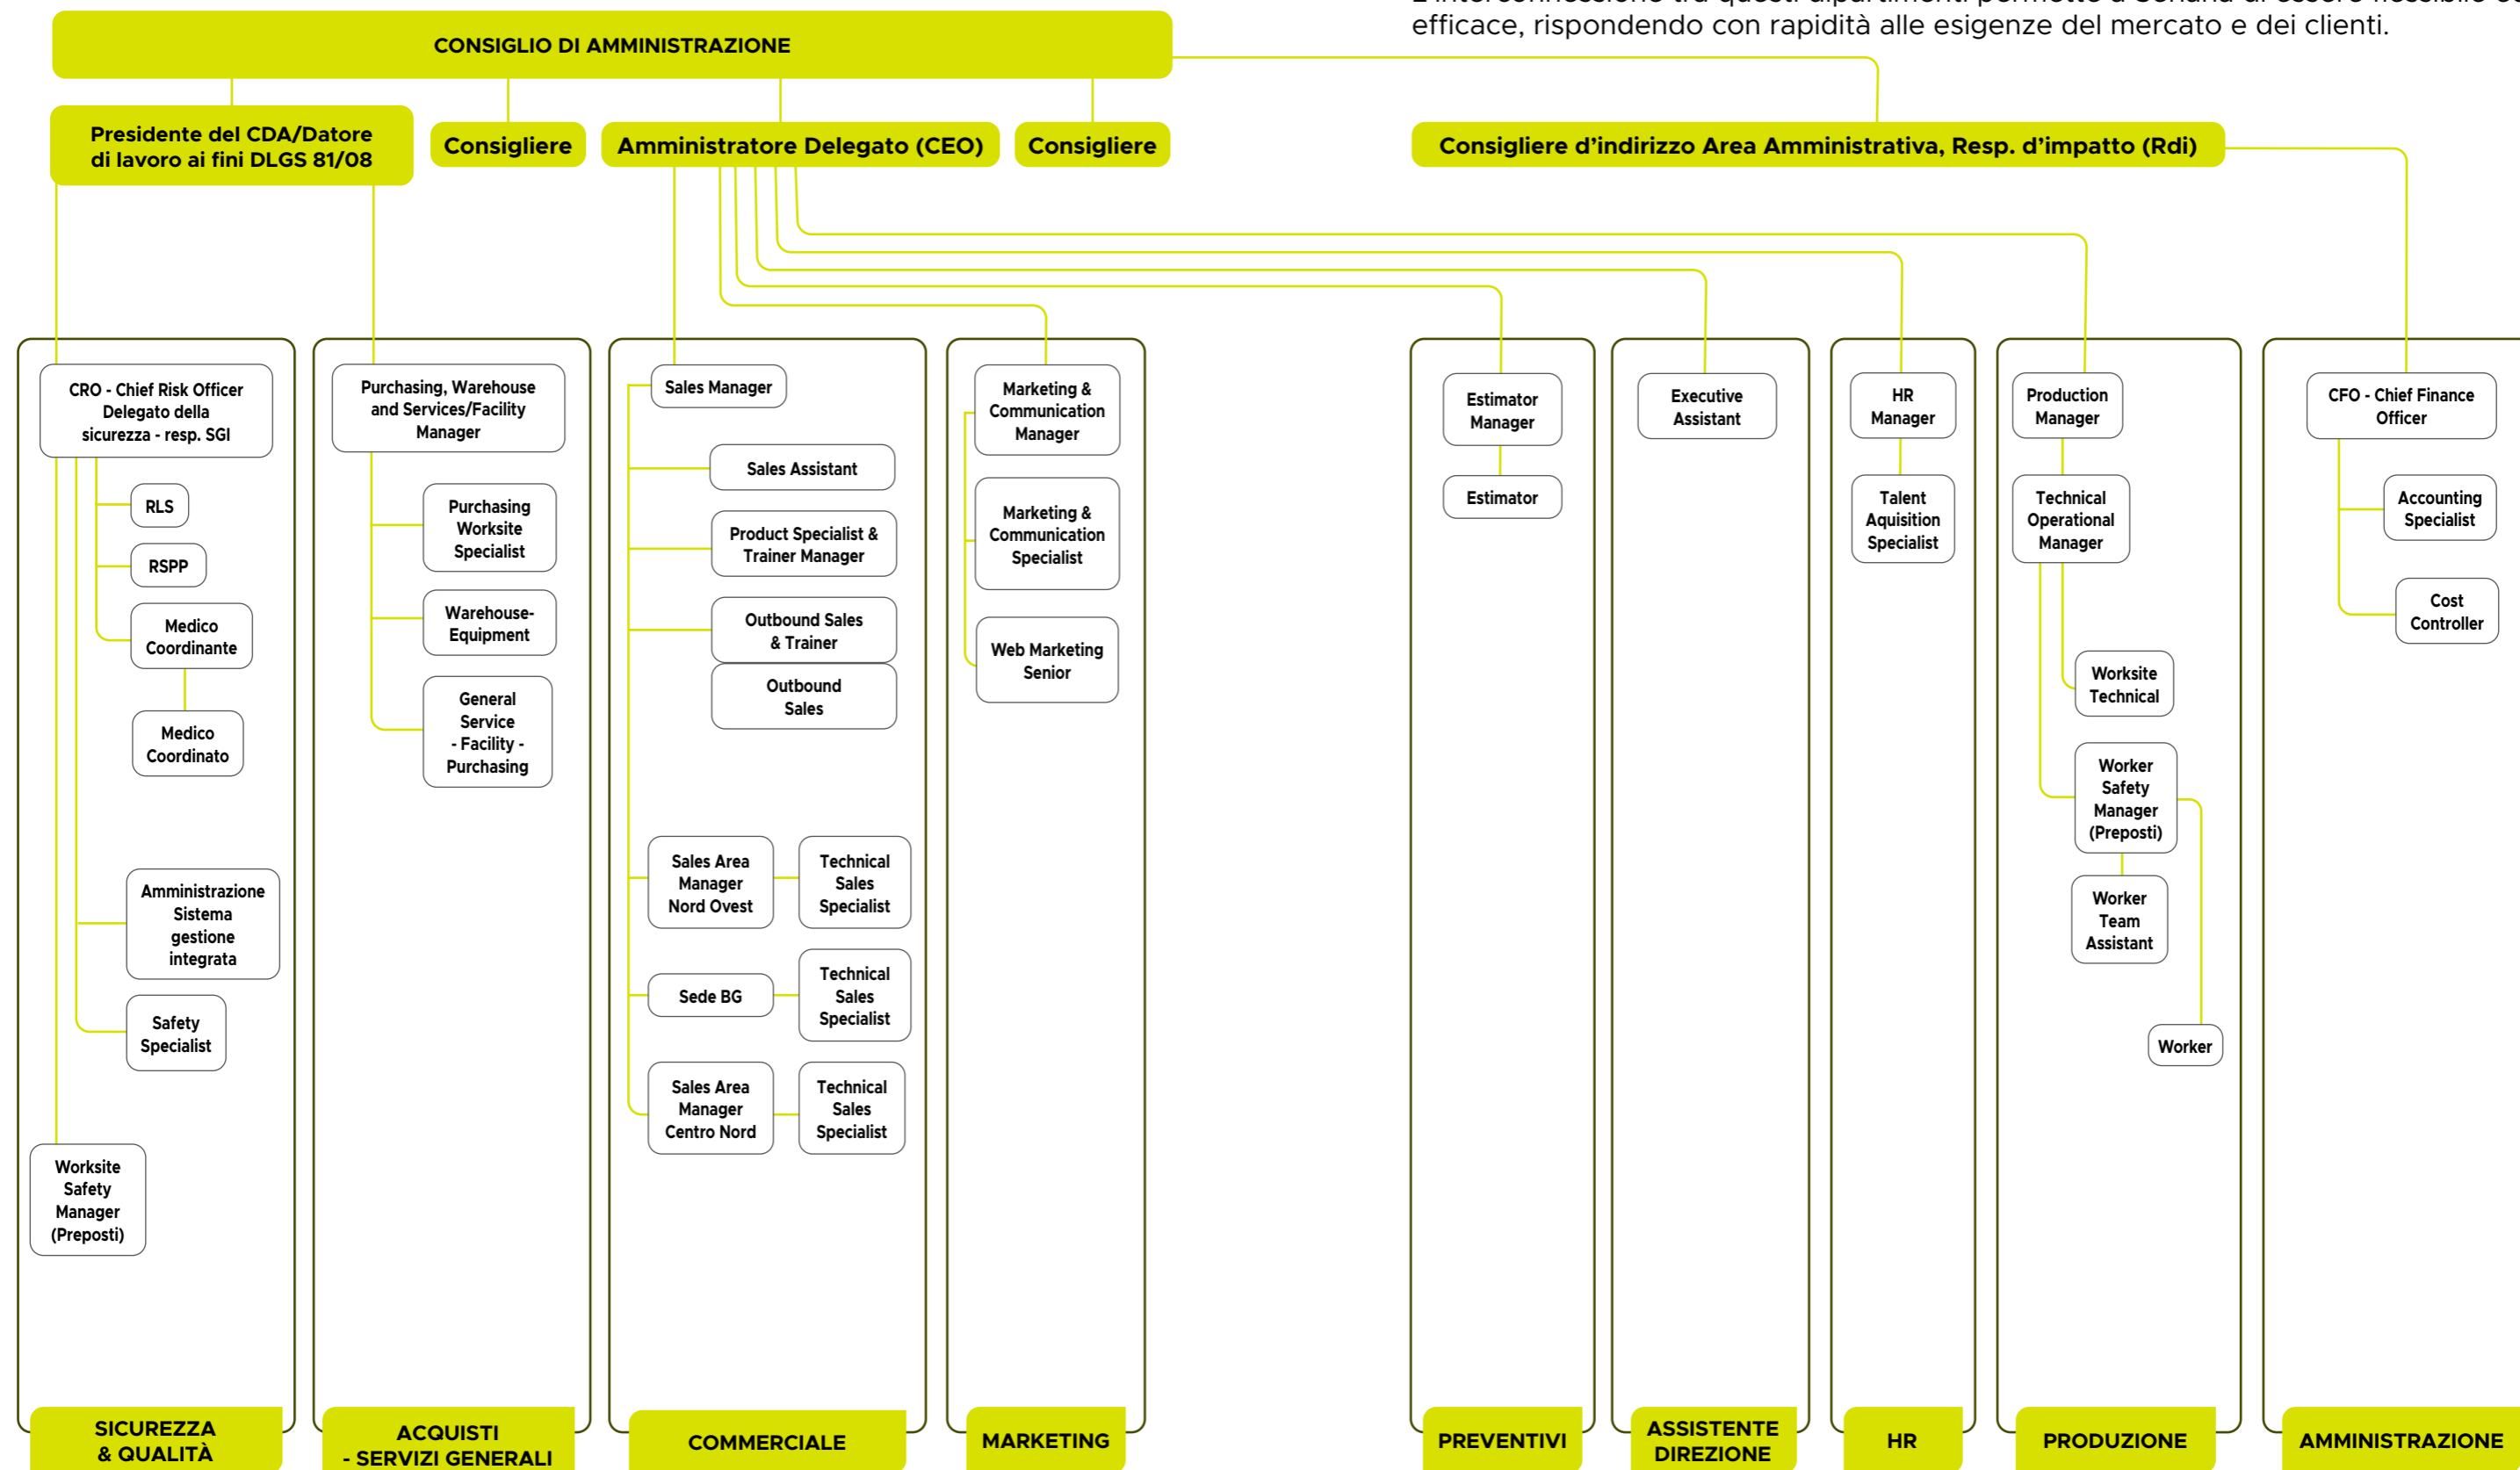 efficace, rispondendo con rapidità alle esigenze del mercato e dei clienti.
CONSIGLIO DI AMMINISTRAZIONE
Presidente del CDA/Datore
di lavoro ai fini DLGS 81/08
Consigliere
Amministratore Delegato (CEO)
Consigliere
Consigliere d'indirizzo Area Amministrativa, Resp. d'impatto (Rdi)
CRO - Chief Risk Officer
Delegato della
sicurezza - resp. SGI
RLS
RSPP
Medico
Coordinante
Medico
Coordinato
Amministrazione
Sistema
gestione
integrata
Safety
Specialist
Worksite
Safety
Manager
(Preposti)
SICUREZZA
& QUALITÀ
Purchasing, Warehouse
and Services/Facility
Manager
Purchasing
Worksite
Specialist
Warehouse-
Equipment
General
Service
- Facility -
Purchasing
ACQUISTI
- SERVIZI GENERALI
Sales Manager
Sales Assistant
Product Specialist &
Trainer Manager
Outbound Sales
& Trainer
Outbound
Sales
Sales Area
Manager
Nord Ovest
Technical
Sales
Specialist
Sede BG
Technical
Sales
Specialist
Sales Area
Manager
Centro Nord
Technical
Sales
Specialist
COMMERCIALE
Marketing &
Communication
Manager
Marketing &
Communication
Specialist
Web Marketing
Senior
MARKETING
Estimator
Manager
Estimator
PREVENTIVI
Executive
Assistant
ASSISTENTE
DIREZIONE
HR
Manager
Talent
Aquisition
Specialist
HR
Production
Manager
Technical
Operational
Manager
Worksite
Technical
Worker
Safety
Manager
(Preposti)
Worker
Team
Assistant
Worker
PRODUZIONE
CFO - Chief Finance
Officer
Accounting
Specialist
Cost
Controller
AMMINISTRAZIONE